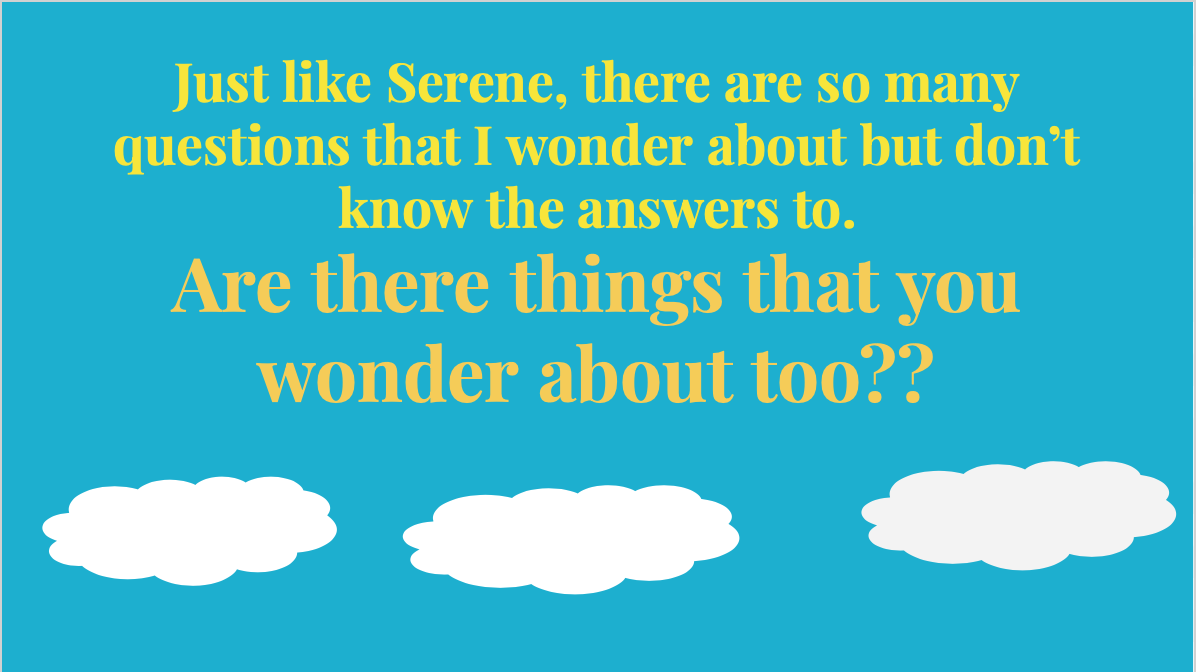 Just like Serene, there are so many
questions that I wonder about but don’t
know the answers to.
Are there things that you
wonder about too??